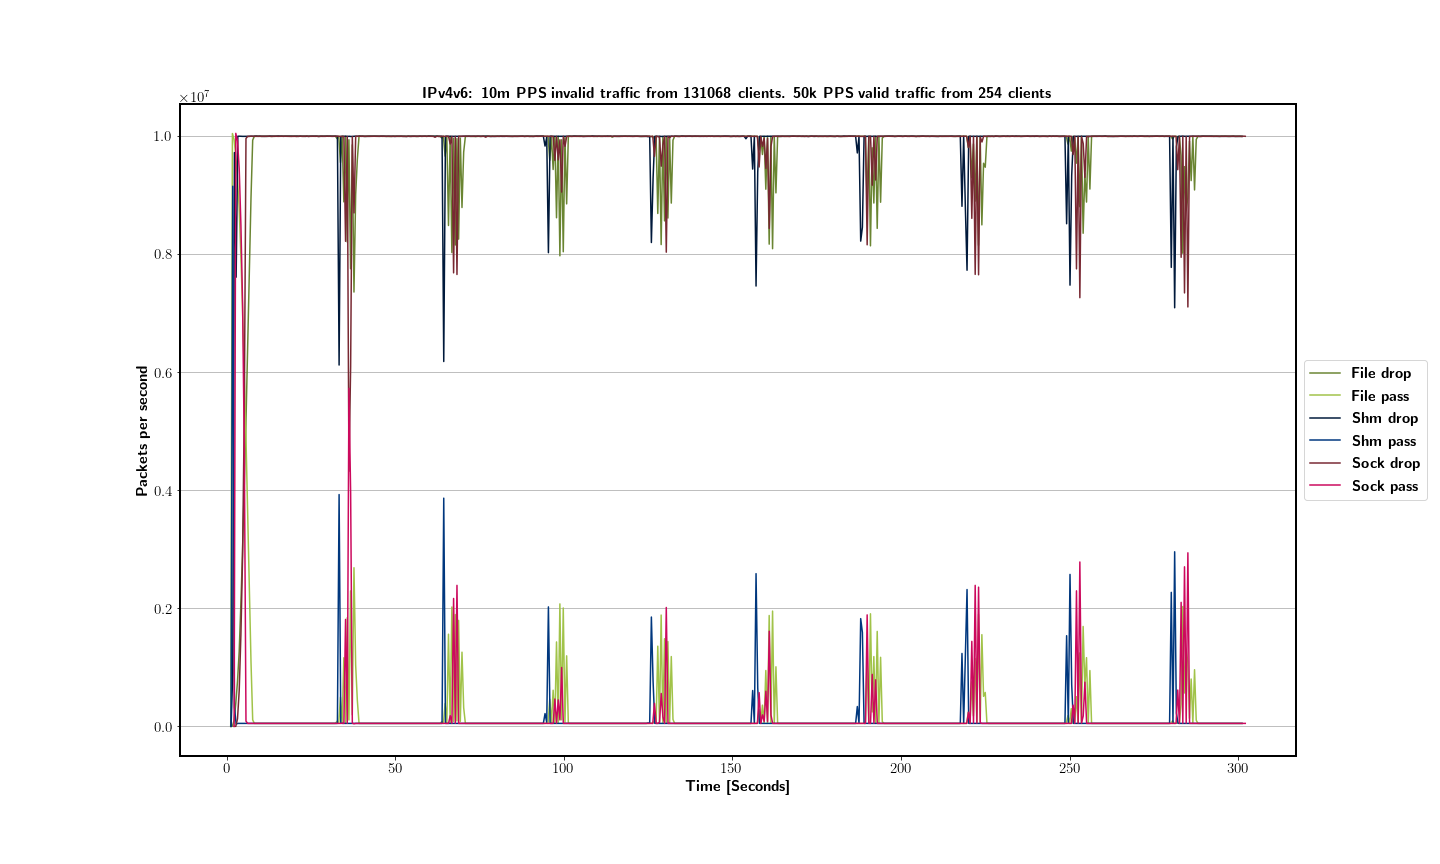 IPv4v6: 10m PPS invalid traffic from 131068 clients. 50k PPS valid traffic from 254 clients
×10⁷
1.0
0.8
0.6
0.4
0.2
0.0
Packets per second
0 50 100 150 200 250 300
Time [Seconds]
File drop
File pass
Shm drop
Shm pass
Sock drop
Sock pass